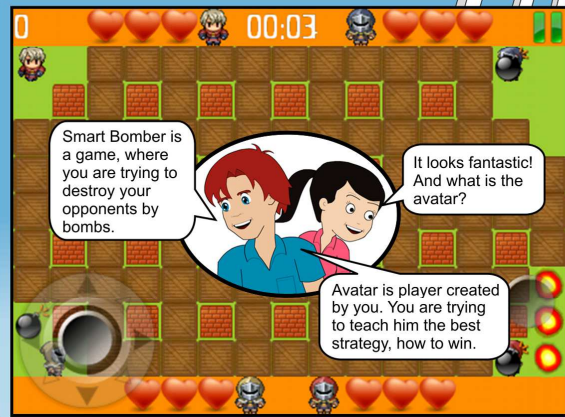 0
00:03
Smart Bomber is
a game, where
you are trying to
destroy your
opponents by
bombs.
It looks fantastic!
And what is the
avatar?
Avatar is player created
by you. You are trying
to teach him the best
strategy, how to win.